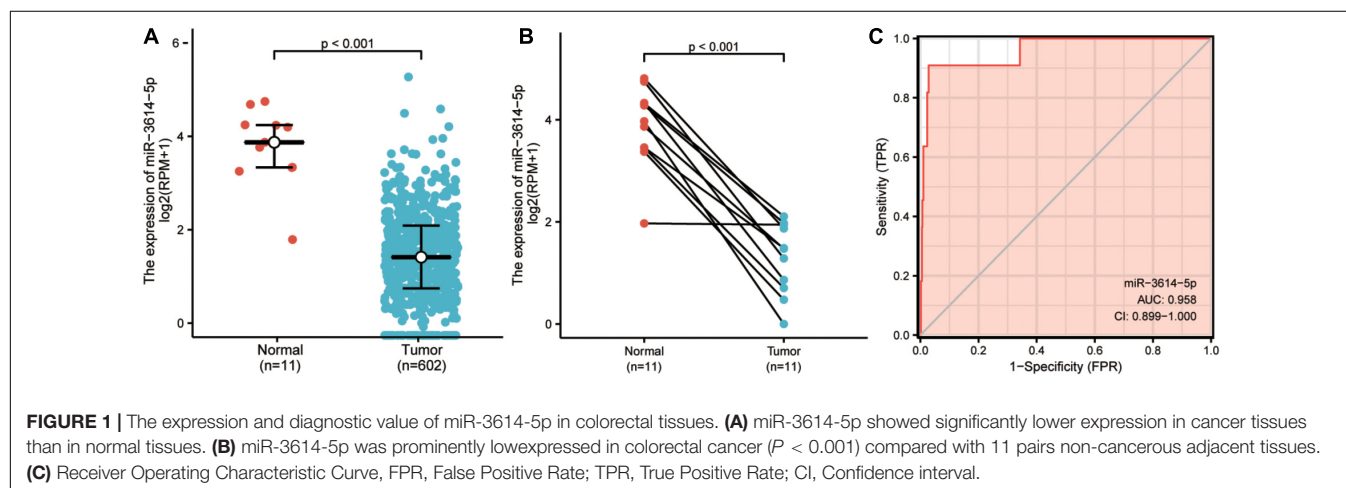 A
The expression of miR−3614−5p
log2(RPM+1)
6
4
2
0
p < 0.001
Normal
(n=11)
Tumor
(n=602)
B
The expression of miR−3614−5p
log2(RPM+1)
4
2
0
p < 0.001
Normal
(n=11)
Tumor
(n=11)
C
Sensitivity (TPR)
1.0
0.8
0.6
0.4
0.2
0.0
miR−3614−5p
AUC: 0.958
CI: 0.899−1.000
0.0 0.2 0.4 0.6 0.8 1.0
1−Specificity (FPR)
FIGURE 1 | The expression and diagnostic value of miR-3614-5p in colorectal tissues. (A) miR-3614-5p showed significantly lower expression in cancer tissues
than in normal tissues. (B) miR-3614-5p was prominently lowexpressed in colorectal cancer (P < 0.001) compared with 11 pairs non-cancerous adjacent tissues.
(C) Receiver Operating Characteristic Curve, FPR, False Positive Rate; TPR, True Positive Rate; CI, Confidence interval.